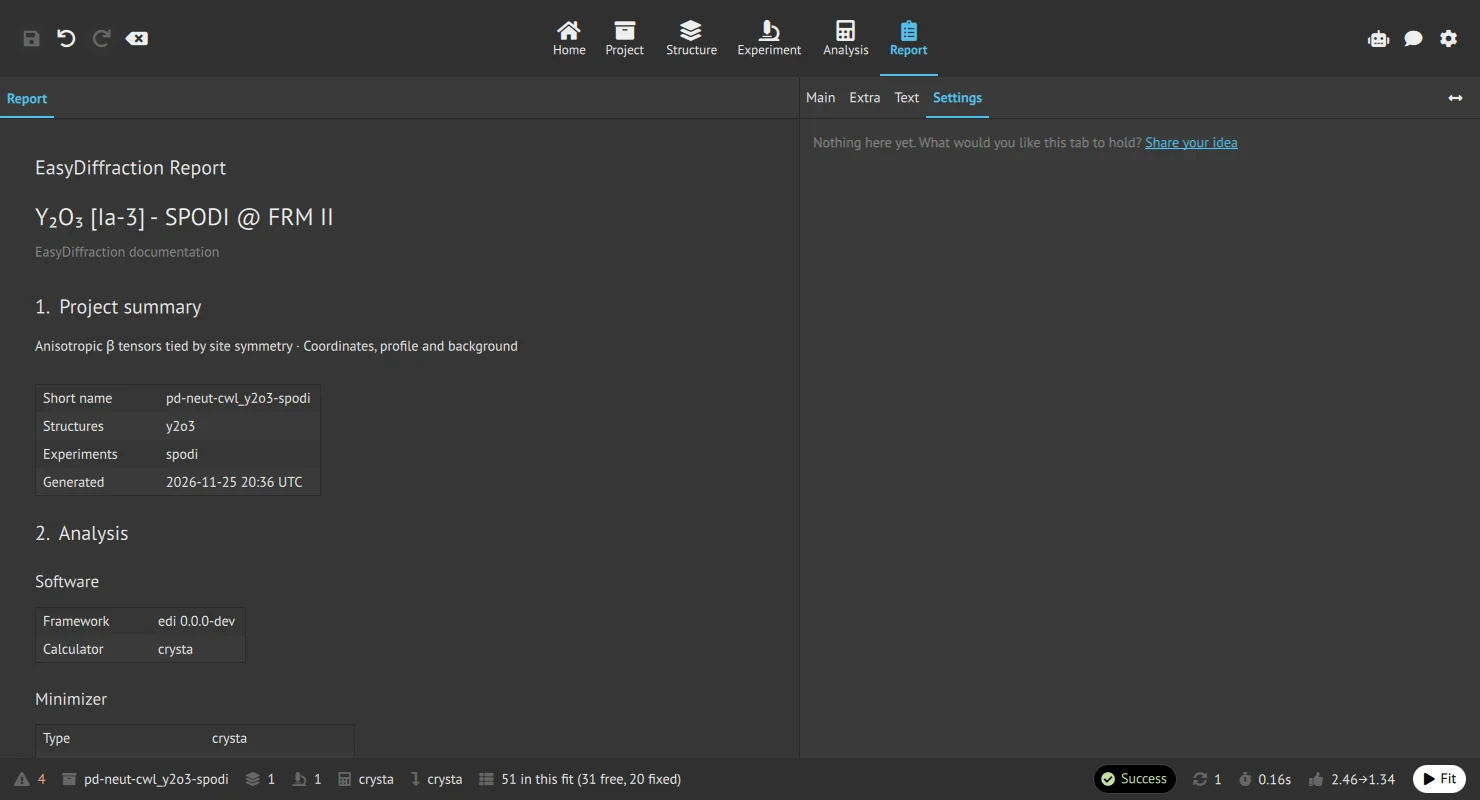 Home Project Structure Experiment Analysis Report
Report
Main Extra Text Settings
Nothing here yet. What would you like this tab to hold? Share your idea
EasyDiffraction Report
Y₂O₃ [Ia-3] - SPODI @ FRM II
EasyDiffraction documentation
1. Project summary
Anisotropic β tensors tied by site symmetry · Coordinates, profile and background
Short name pd-neut-cwl_y2o3-spodi
Structures y2o3
Experiments spodi
Generated 2026-11-25 20:36 UTC
2. Analysis
Software
Framework edi 0.0.0-dev
Calculator crysta
Minimizer
Type crysta
4 pd-neut-cwl_y2o3-spodi 1 1 crysta crysta 51 in this fit (31 free, 20 fixed) Success 1 0.16s 2.46→1.34 Fit